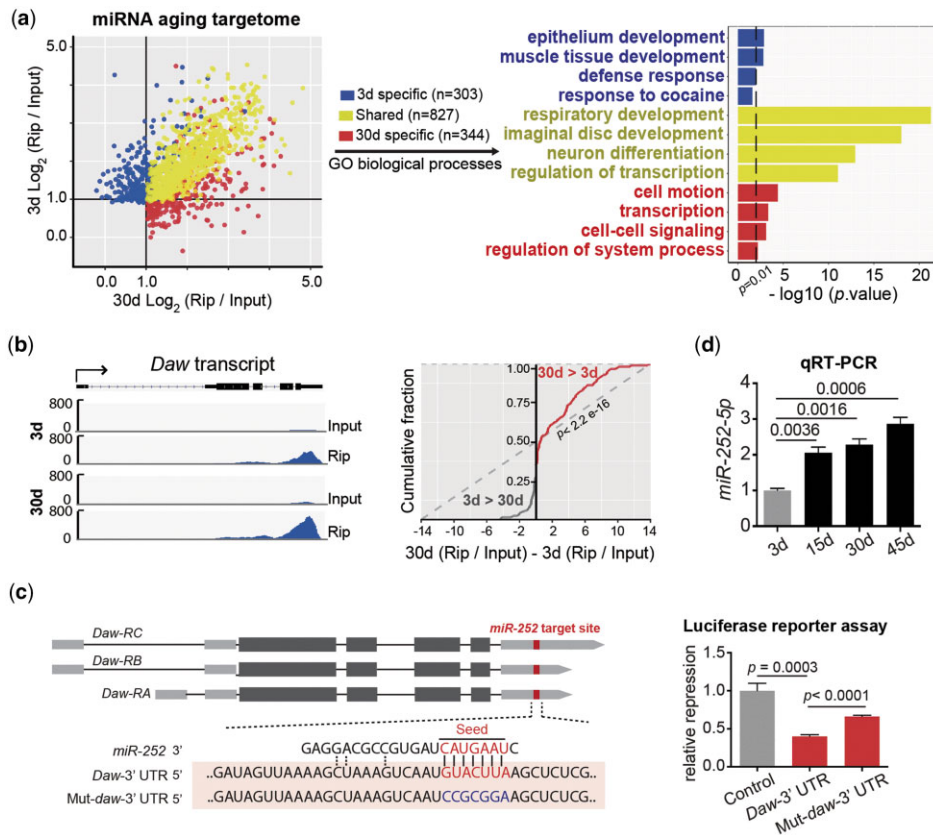 (a)
miRNA aging targetome
5.0
3d Log2 (Rip / Input)
1.0
0.0
0.0 1.0 5.0
30d Log2 (Rip / Input)
3d specific (n=303)
Shared (n=827)
30d specific (n=344)
GO biological processes
epithelium development
muscle tissue development
defense response
response to cocaine
respiratory development
imaginal disc development
neuron differentiation
regulation of transcription
cell motion
transcription
cell-cell signaling
regulation of system process
0 5 10 15 20
p=0.01
- log10 (p.value)
(b)
Daw transcript
3d
800
0
Input
800
0
Rip
30d
800
0
Input
800
0
Rip
Cumulative fraction
1.00
0.75
0.50
0.25
30d > 3d
p< 2.2 e-16
3d > 30d
-14 -10 -6 -2 2 6 10 14
30d (Rip / Input) - 3d (Rip / Input)
(d)
qRT-PCR
miR-252-5p
4
3
2
1
0
0.0006
0.0016
0.0036
3d 15d 30d 45d
(c)
miR-252 target site
Daw-RC
Daw-RB
Daw-RA
Seed
miR-252 3' GAGGACGCCGUGAUCAUGAAUC
Daw-3' UTR 5' ..GAUAGUUAAAAGCUAAAGUCAAUGUACUUAAGCUCUCG..
Mut-daw-3' UTR 5' ..GAUAGUUAAAAGCUAAAGUCAAUCCGCGGAAGCUCUCG..
Luciferase reporter assay
relative repression
1.5
1.0
0.5
0.0
p = 0.0003
p< 0.0001
Control
Daw-3' UTR
Mut-daw-3' UTR